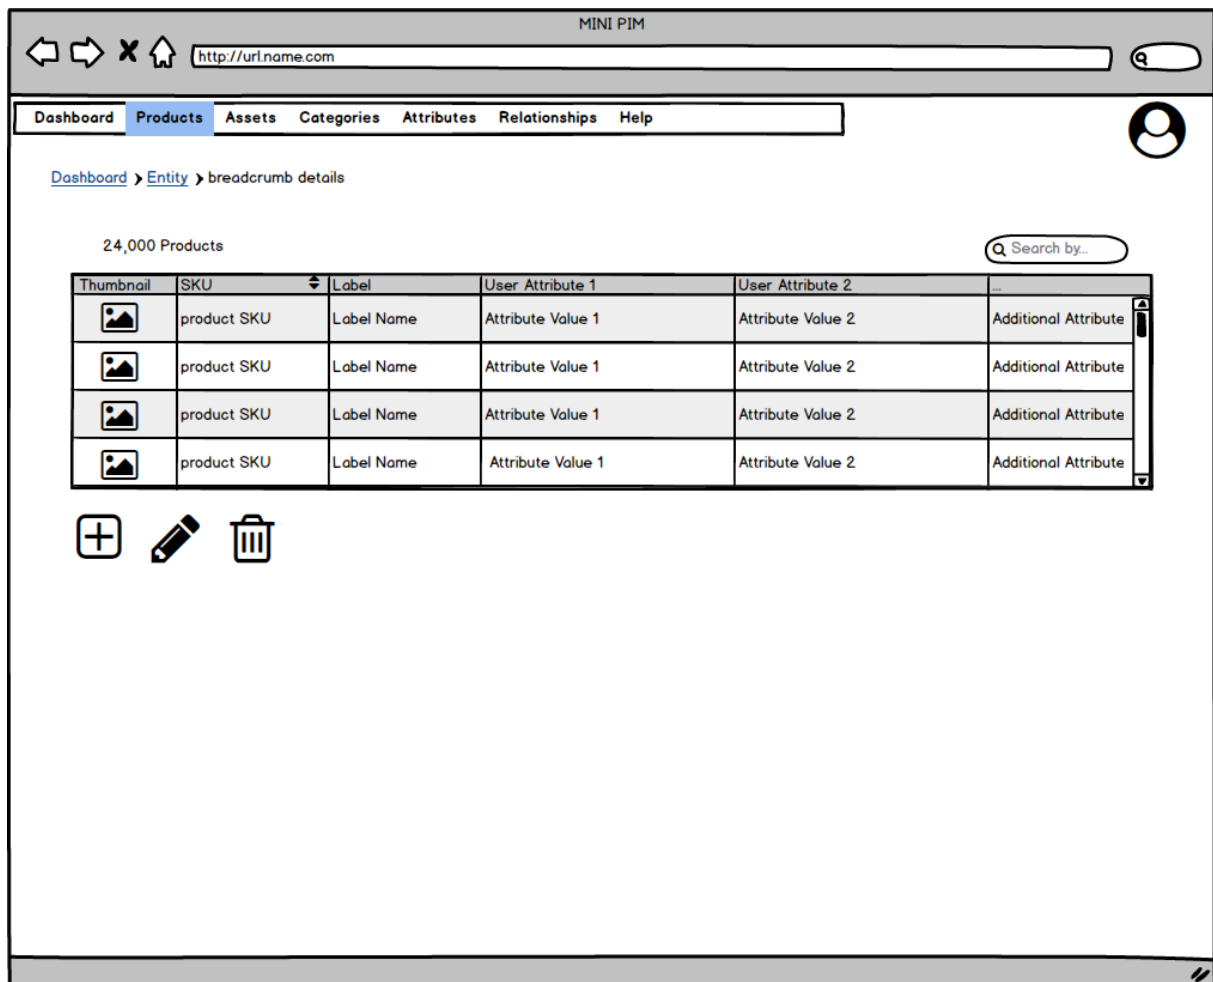 MINI PIM
http://url.name.com
Dashboard Products Assets Categories Attributes Relationships Help
Dashboard > Entity > breadcrumb details
24,000 Products
Search by...
Thumbnail SKU Label User Attribute 1 User Attribute 2 ...
product SKU Label Name Attribute Value 1 Attribute Value 2 Additional Attribute
product SKU Label Name Attribute Value 1 Attribute Value 2 Additional Attribute
product SKU Label Name Attribute Value 1 Attribute Value 2 Additional Attribute
product SKU Label Name Attribute Value 1 Attribute Value 2 Additional Attribute